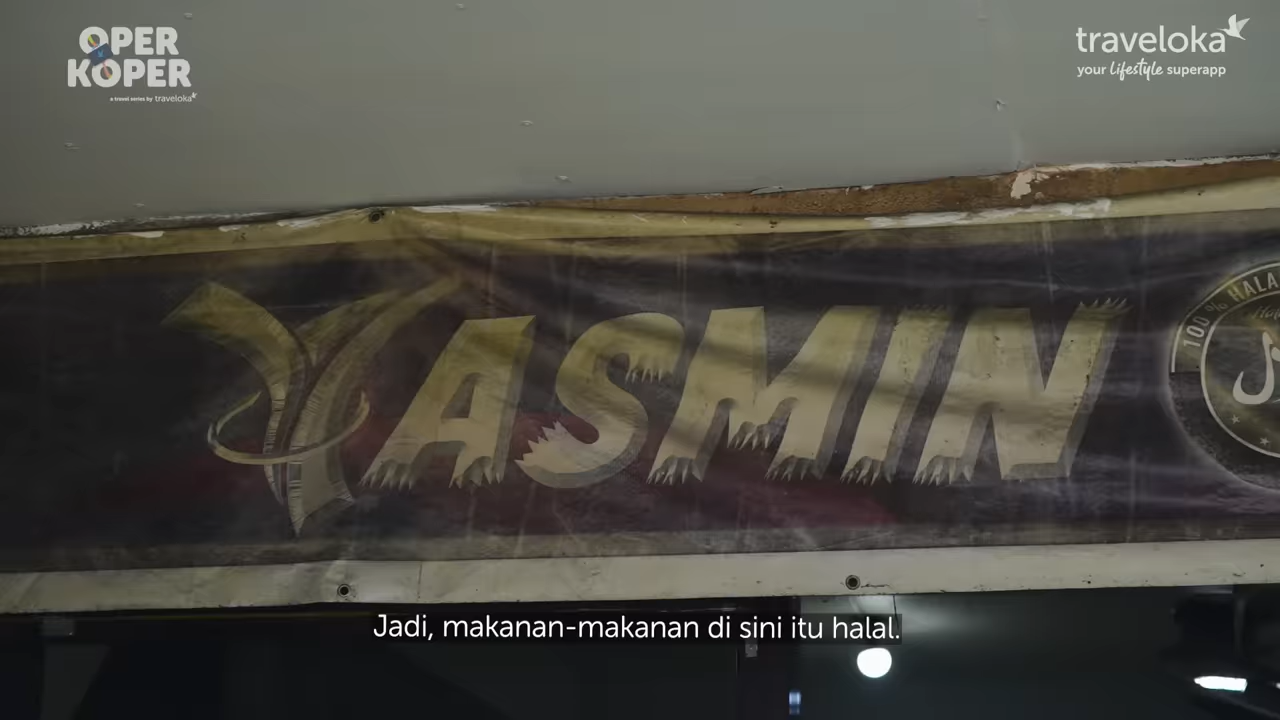 OPER
KOPER
a travel series by traveloka
traveloka
your lifestyle superapp
YASMIN
100% HALA
Jadi, makanan-makanan di sini itu halal.